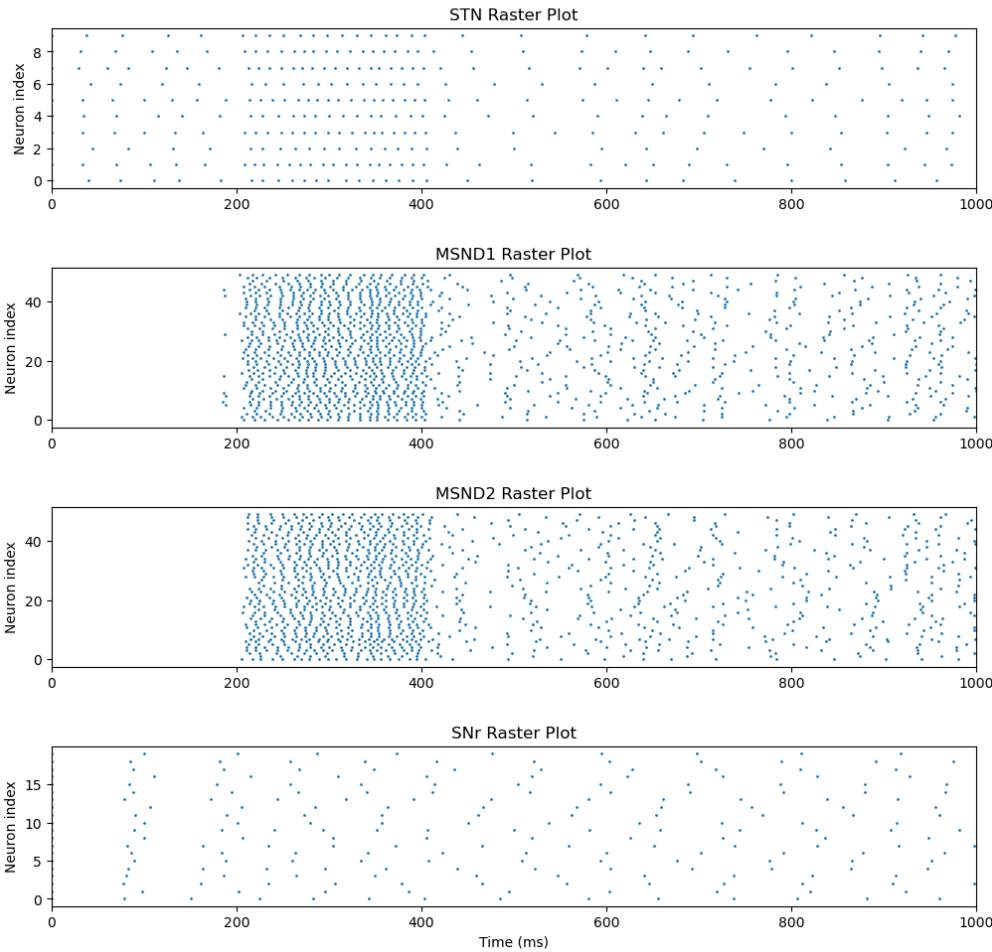 STN Raster Plot
Neuron index
8
6
4
2
0
0 200 400 600 800 1000
MSND1 Raster Plot
Neuron index
40
20
0
0 200 400 600 800 1000
MSND2 Raster Plot
Neuron index
40
20
0
0 200 400 600 800 1000
SNr Raster Plot
Neuron index
15
10
5
0
0 200 400 600 800 1000
Time (ms)